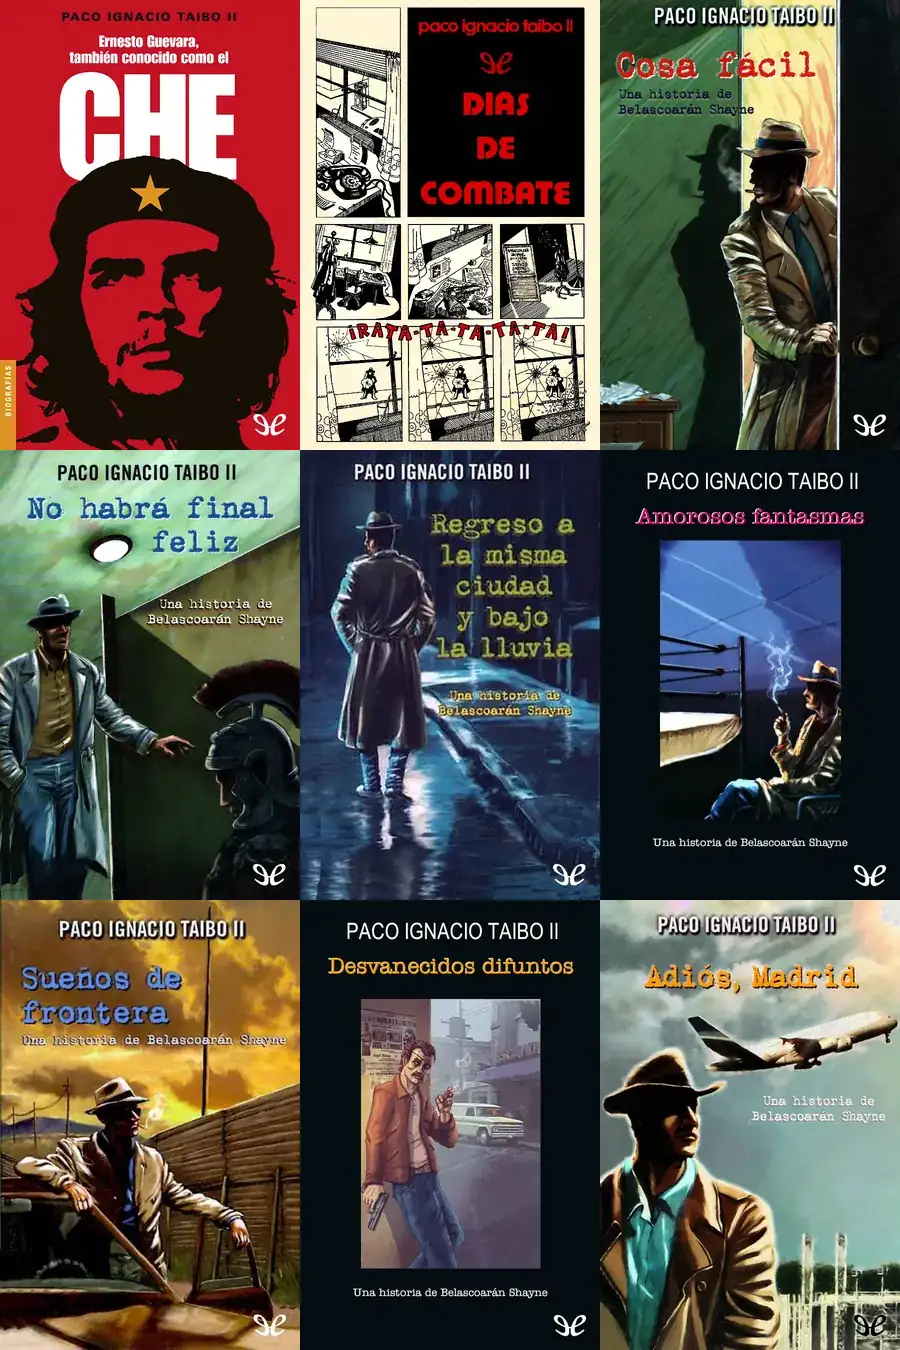 PACO IGNACIO TAIBO II
Ernesto Guevara,
también conocido como el
CHE
BIOGRAFÍAS
paco ignacio taibo II
DIAS
DE
COMBATE
¡RATA-TA-TA-TA-TA!
PACO IGNACIO TAIBO II
Cosa fácil
Una historia de
Belascoarán Shayne
PACO IGNACIO TAIBO II
No habrá final
feliz
Una historia de
Belascoarán Shayne
PACO IGNACIO TAIBO II
Regreso a
la misma
ciudad
y bajo
la lluvia
Una historia de
Belascoarán Shayne
PACO IGNACIO TAIBO II
Amorosos fantasmas
Una historia de Belascoarán Shayne
PACO IGNACIO TAIBO II
Sueños de
frontera
Una historia de Belascoarán Shayne
PACO IGNACIO TAIBO II
Desvanecidos difuntos
Una historia de Belascoarán Shayne
PACO IGNACIO TAIBO II
Adiós, Madrid
Una historia de
Belascoarán Shayne